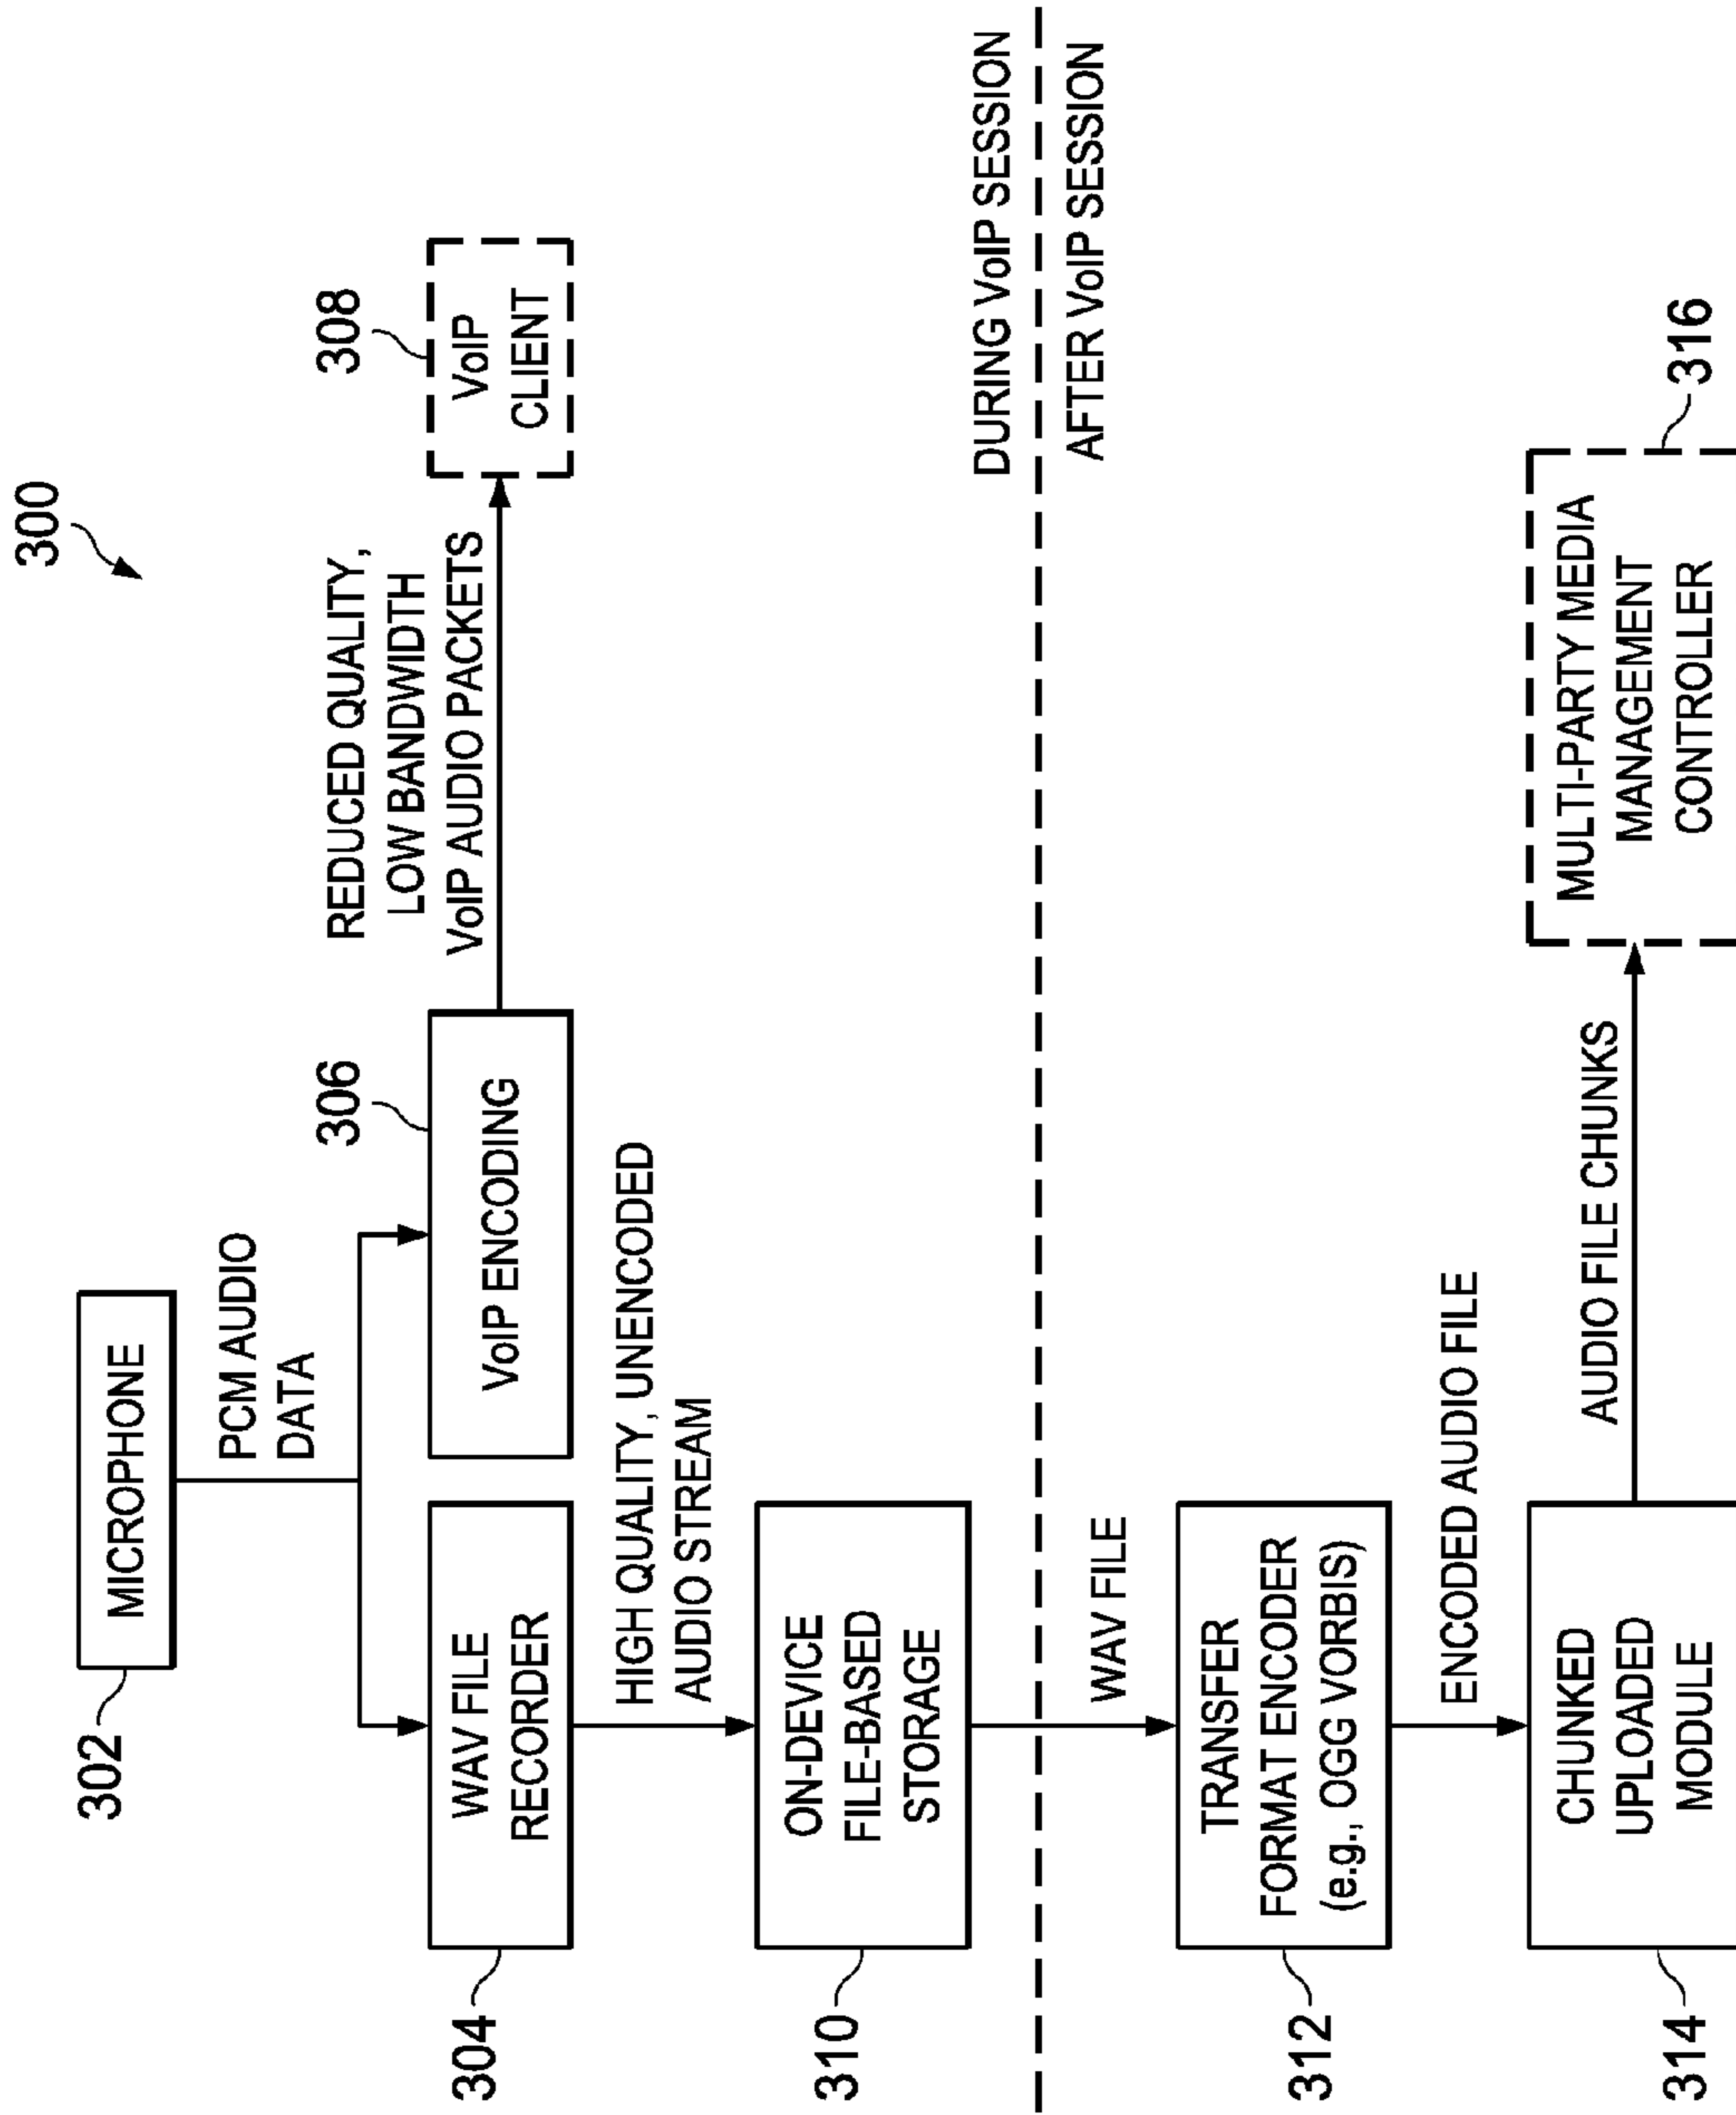 300
302
MICROPHONE
PCM AUDIO
DATA
304
WAV FILE
RECORDER
306
VoIP ENCODING
REDUCED QUALITY,
LOW BANDWIDTH
VoIP AUDIO PACKETS
308
VoIP
CLIENT
HIGH QUALITY, UNENCODED
AUDIO STREAM
310
ON-DEVICE
FILE-BASED
STORAGE
DURING VoIP SESSION
AFTER VoIP SESSION
WAV FILE
312
TRANSFER
FORMAT ENCODER
(e.g., OGG VORBIS)
ENCODED AUDIO FILE
314
CHUNKED
UPLOADED
MODULE
AUDIO FILE CHUNKS
MULTI-PARTY MEDIA
MANAGEMENT
CONTROLLER
316